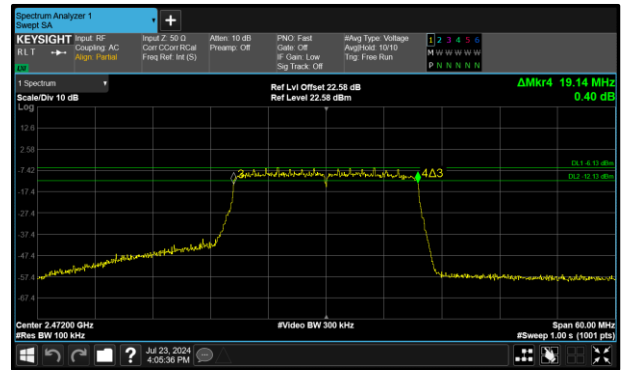 Spectrum Analyzer 1
Swept SA
+
KEYSIGHT
RLT
LW
Input: RF
Coupling: AC
Align: Partial
Input Z: 50 Ω
Corr CCorr RCal
Freq Ref: Int (S)
Atten: 10 dB
Preamp: Off
PNO: Fast
Gate: Off
IF Gain: Low
Sig Track: Off
#Avg Type: Voltage
Avg|Hold: 10/10
Trig: Free Run
1 2 3 4 5 6
M W W W W W
P N N N N N
1 Spectrum
Scale/Div 10 dB
Log
Ref Lvl Offset 22.58 dB
Ref Level 22.58 dBm
ΔMkr4 19.14 MHz
0.40 dB
12.6
2.58
-7.42
-17.4
-27.4
-37.4
-47.4
-57.4
-67.4
3
4Δ3
DL1 -6.13 dBm
DL2 -12.13 dBm
Center 2.47200 GHz
#Res BW 100 kHz
#Video BW 300 kHz
Span 60.00 MHz
#Sweep 1.00 s (1001 pts)
?
Jul 23, 2024
4:05:36 PM